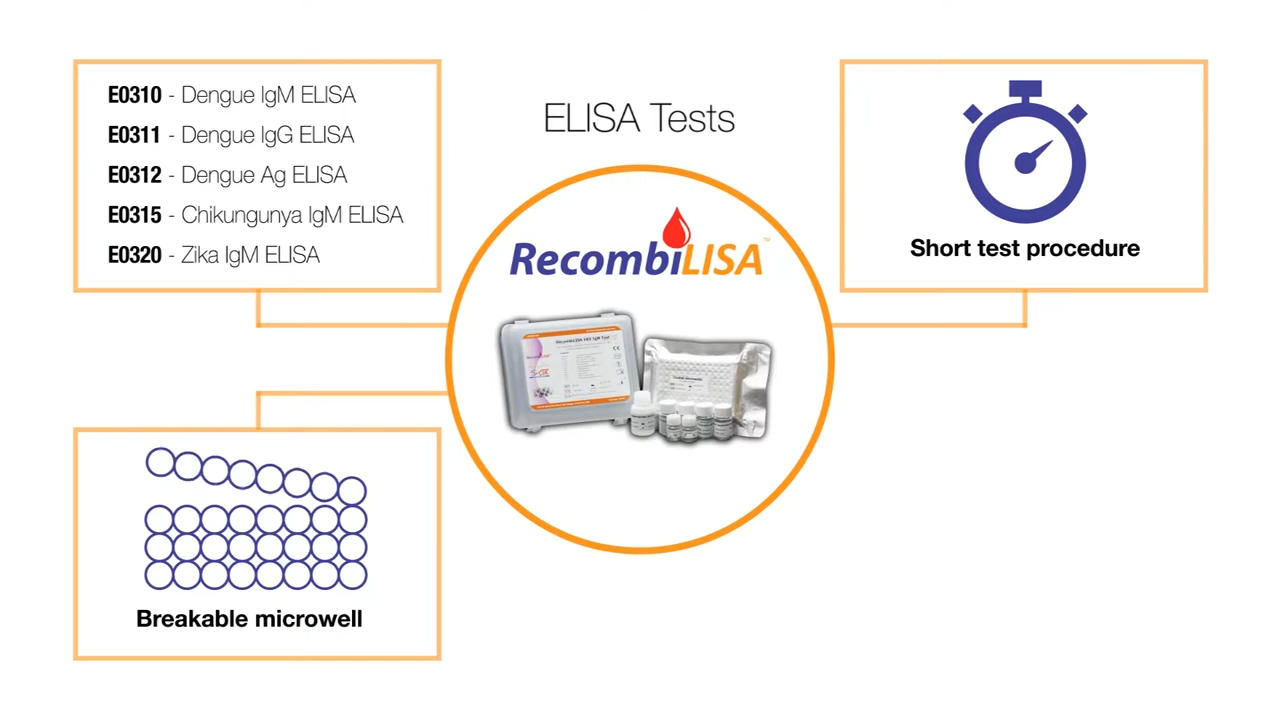 E0310 - Dengue IgM ELISA
E0311 - Dengue IgG ELISA
E0312 - Dengue Ag ELISA
E0315 - Chikungunya IgM ELISA
E0320 - Zika IgM ELISA
ELISA Tests
RecombiLISA™
Short test procedure
Breakable microwell